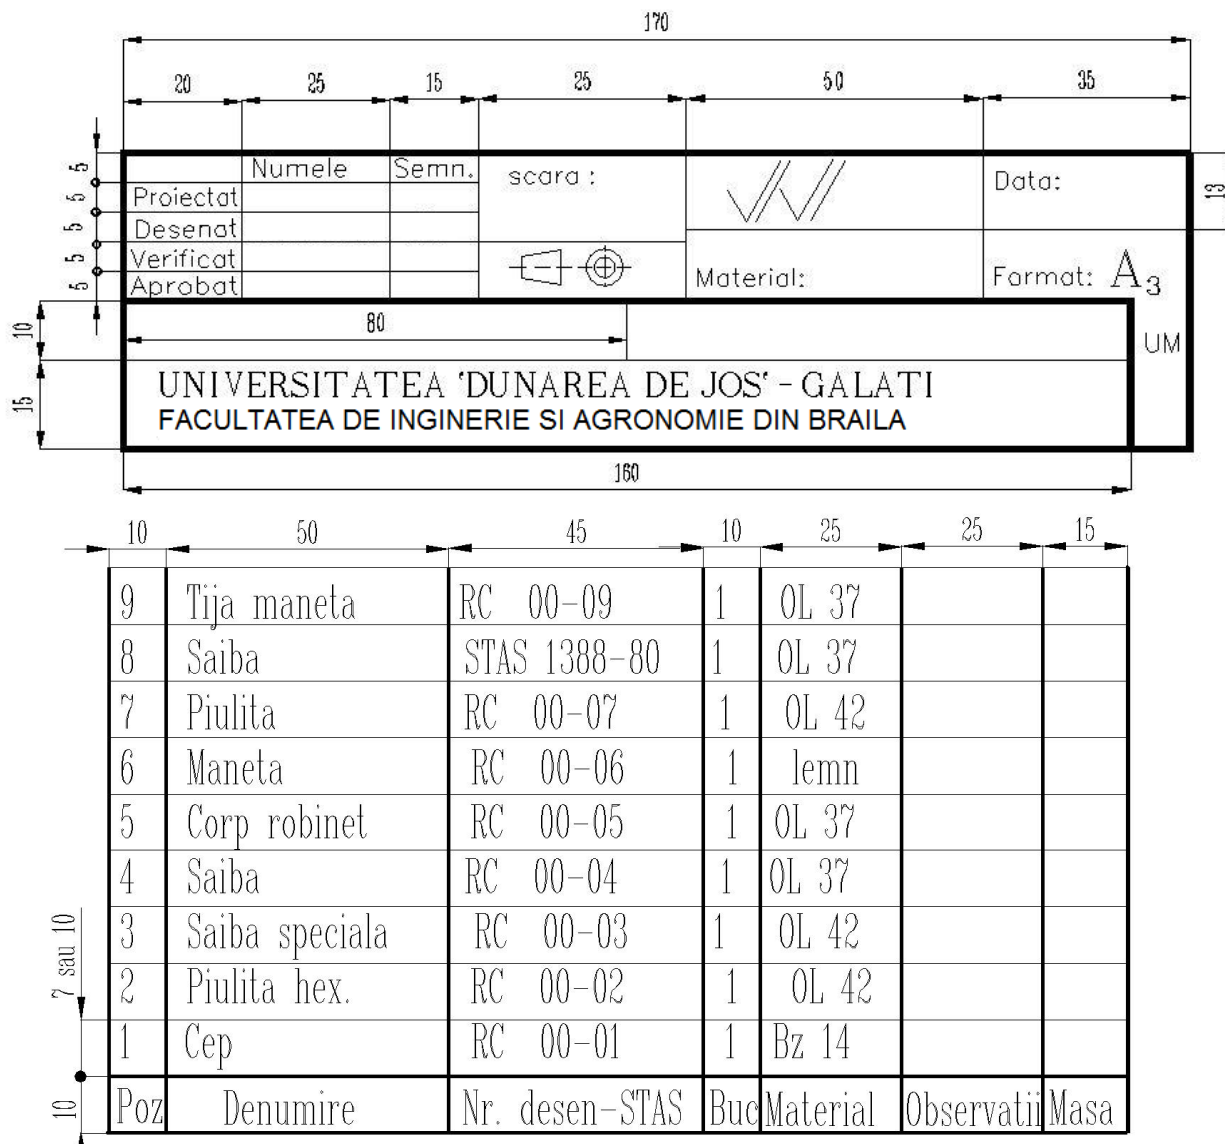 170
20 25 15 25 50 35
5 Numele Semn. scara : Data: 13
5 Proiectat
5 Desenat
5 Verificat Material: Format: A3
5 Aprobat
10 80 UM
15 UNIVERSITATEA 'DUNAREA DE JOS' - GALATI
FACULTATEA DE INGINERIE SI AGRONOMIE DIN BRAILA
160
10 50 45 10 25 25 15
9 Tija maneta RC 00-09 1 OL 37
8 Saiba STAS 1388-80 1 OL 37
7 Piulita RC 00-07 1 OL 42
6 Maneta RC 00-06 1 lemn
5 Corp robinet RC 00-05 1 OL 37
4 Saiba RC 00-04 1 OL 37
3 Saiba speciala RC 00-03 1 OL 42
7 sau 10
2 Piulita hex. RC 00-02 1 OL 42
1 Cep RC 00-01 1 Bz 14
10 Poz Denumire Nr. desen-STAS Buc Material Observatii Masa